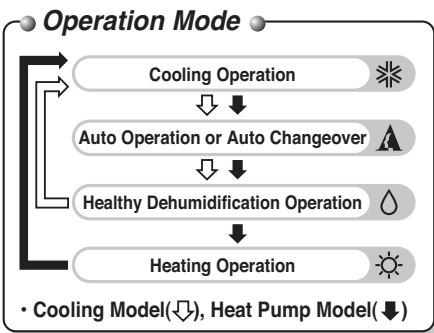 Operation Mode
Cooling Operation
Auto Operation or Auto Changeover
Healthy Dehumidification Operation
Heating Operation
• Cooling Model(⇩), Heat Pump Model(⬇)